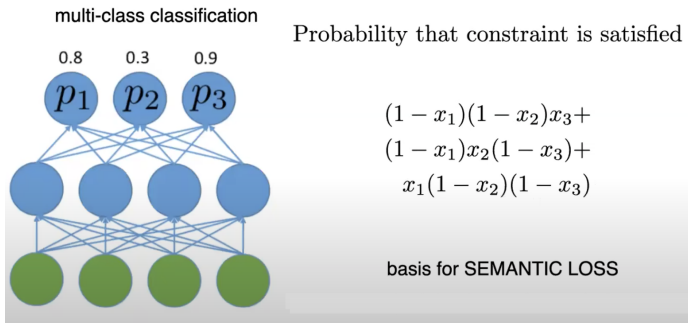 multi-class classification
0.8 0.3 0.9
p₁ p₂ p₃
Probability that constraint is satisfied
(1 − x₁)(1 − x₂)x₃+
(1 − x₁)x₂(1 − x₃)+
x₁(1 − x₂)(1 − x₃)
basis for SEMANTIC LOSS